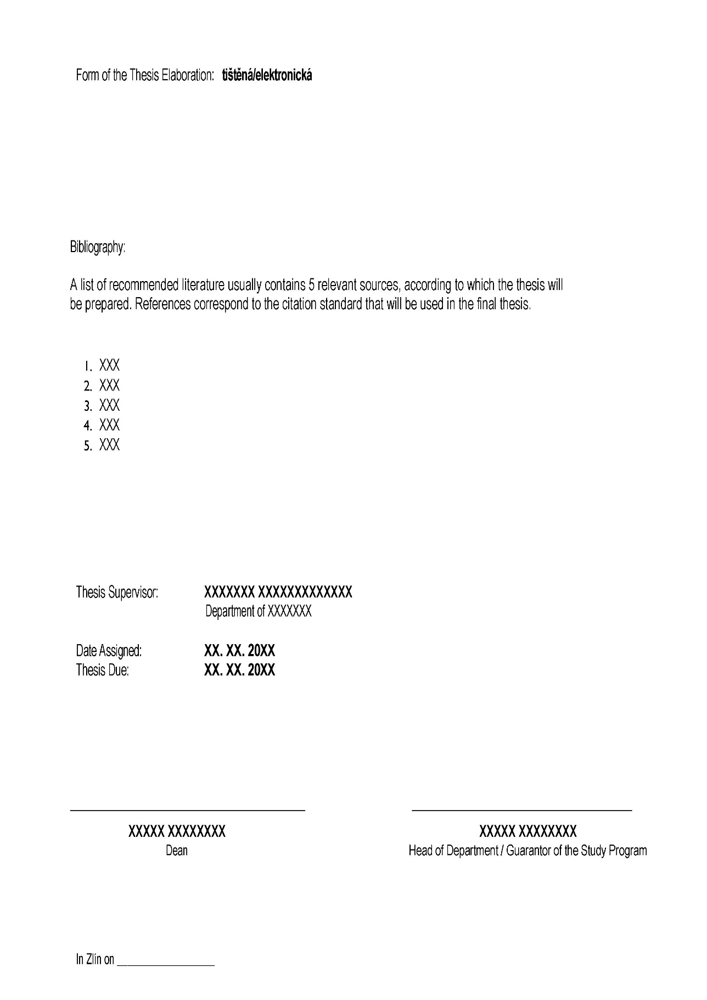 Form of the Thesis Elaboration: tištěná/elektronická
Bibliography:
A list of recommended literature usually contains 5 relevant sources, according to which the thesis will
be prepared. References correspond to the citation standard that will be used in the final thesis.
1. XXX
2. XXX
3. XXX
4. XXX
5. XXX
Thesis Supervisor: XXXXXXX XXXXXXXXXXXXX
Department of XXXXXXX
Date Assigned: XX. XX. 20XX
Thesis Due: XX. XX. 20XX
XXXXX XXXXXXXX XXXXX XXXXXXXX
Dean Head of Department / Guarantor of the Study Program
In Zlín on ________________